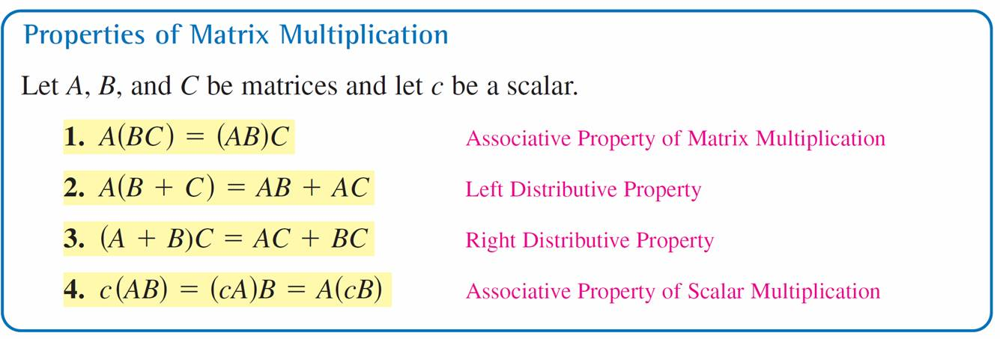 Properties of Matrix Multiplication
Let A, B, and C be matrices and let c be a scalar.
1. A(BC) = (AB)C Associative Property of Matrix Multiplication
2. A(B + C) = AB + AC Left Distributive Property
3. (A + B)C = AC + BC Right Distributive Property
4. c(AB) = (cA)B = A(cB) Associative Property of Scalar Multiplication